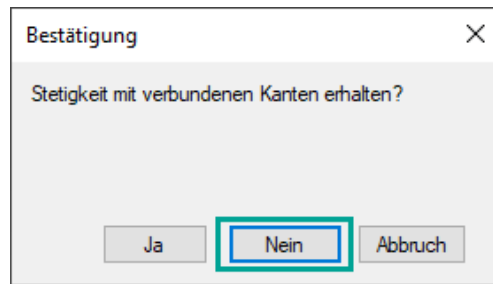 Bestätigung
Stetigkeit mit verbundenen Kanten erhalten?
Ja Nein Abbruch